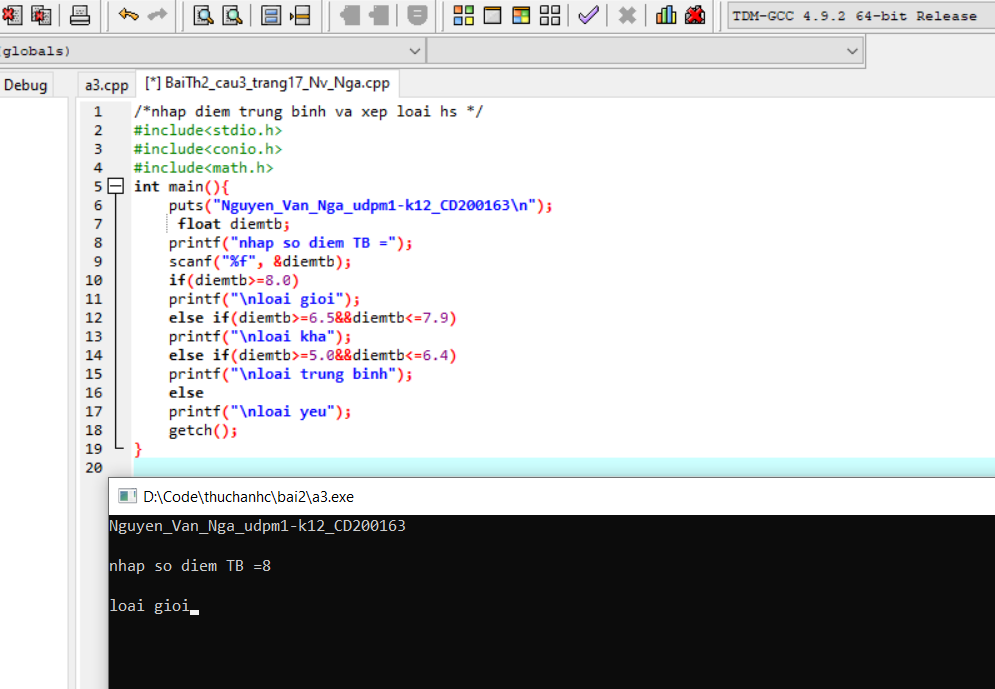 TDM-GCC 4.9.2 64-bit Release
(globals)
Debug
a3.cpp
[*] BaiTh2_cau3_trang17_Nv_Nga.cpp
1 /*nhap diem trung binh va xep loai hs */
2 #include<stdio.h>
3 #include<conio.h>
4 #include<math.h>
5 int main(){
6 puts("Nguyen_Van_Nga_udpm1-k12_CD200163\n");
7 float diemtb;
8 printf("nhap so diem TB =");
9 scanf("%f", &diemtb);
10 if(diemtb>=8.0)
11 printf("\nloai gioi");
12 else if(diemtb>=6.5&&diemtb<=7.9)
13 printf("\nloai kha");
14 else if(diemtb>=5.0&&diemtb<=6.4)
15 printf("\nloai trung binh");
16 else
17 printf("\nloai yeu");
18 getch();
19 }
20
D:\Code\thuchanhc\bai2\a3.exe
Nguyen_Van_Nga_udpm1-k12_CD200163
nhap so diem TB =8
loai gioi